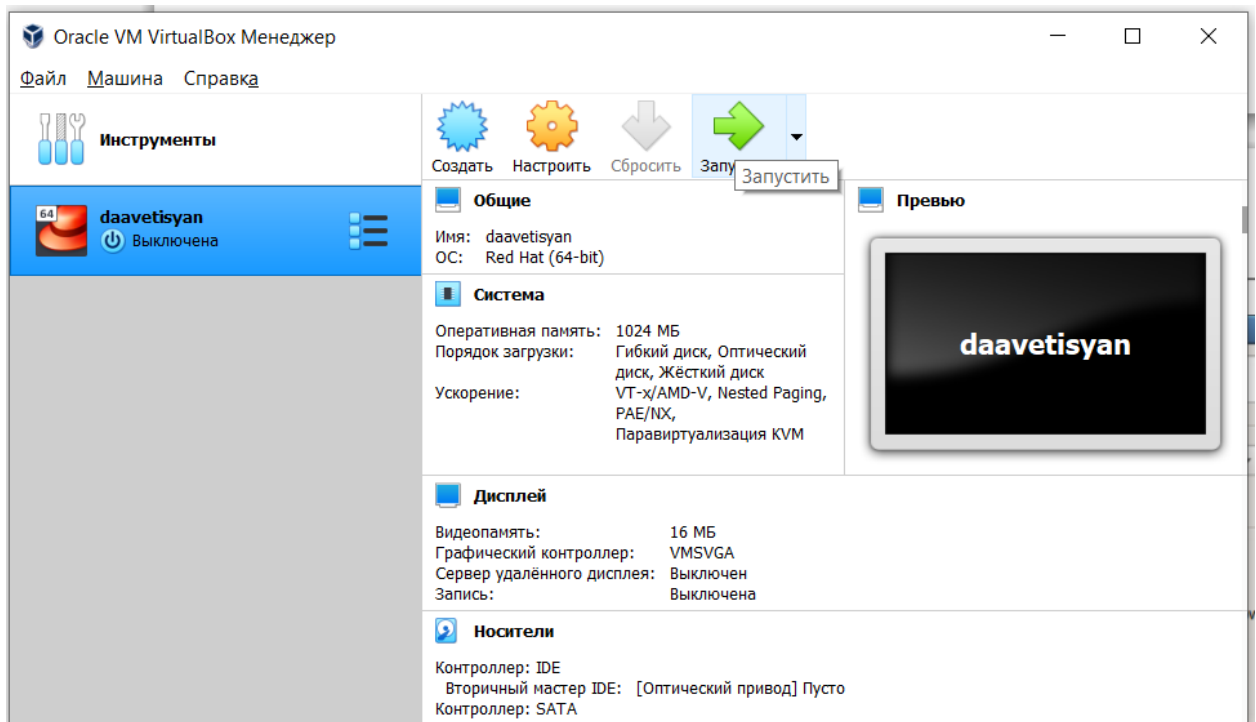 Oracle VM VirtualBox Менеджер
Файл Машина Справка
Инструменты
Создать Настроить Сбросить Запу
Запустить
64
daavetisyan
Выключена
Общие
Имя: daavetisyan
ОС: Red Hat (64-bit)
Превью
daavetisyan
Система
Оперативная память: 1024 МБ
Порядок загрузки: Гибкий диск, Оптический
диск, Жёсткий диск
Ускорение: VT-x/AMD-V, Nested Paging,
PAE/NX,
Паравиртуализация KVM
Дисплей
Видеопамять: 16 МБ
Графический контроллер: VMSVGA
Сервер удалённого дисплея: Выключен
Запись: Выключена
Носители
Контроллер: IDE
Вторичный мастер IDE: [Оптический привод] Пусто
Контроллер: SATA